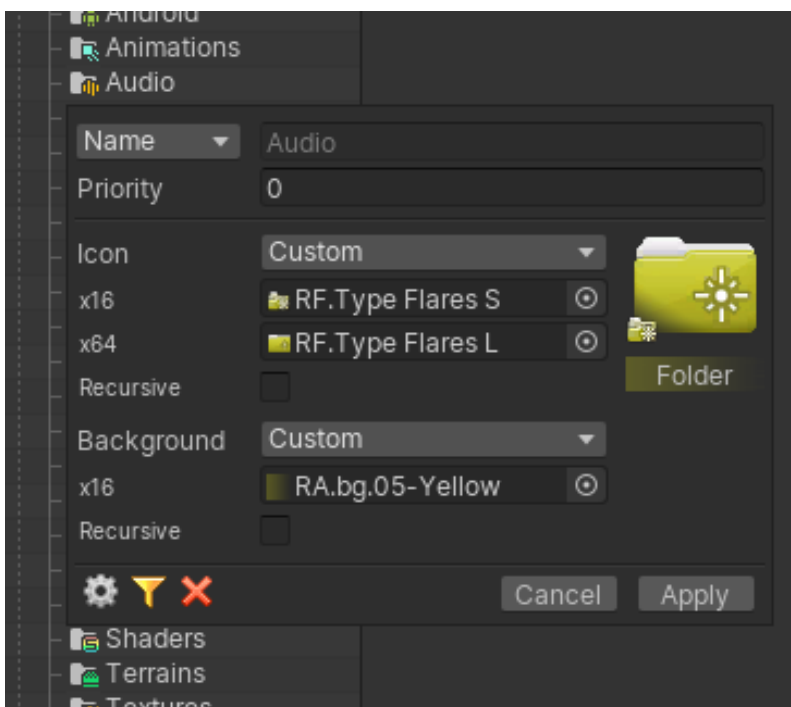 Android
Animations
Audio
Name Audio
Priority 0
Icon Custom
x16 RF.Type Flares S
x64 RF.Type Flares L
Folder
Recursive
Background Custom
x16 RA.bg.05-Yellow
Recursive
Cancel Apply
Shaders
Terrains
Textures